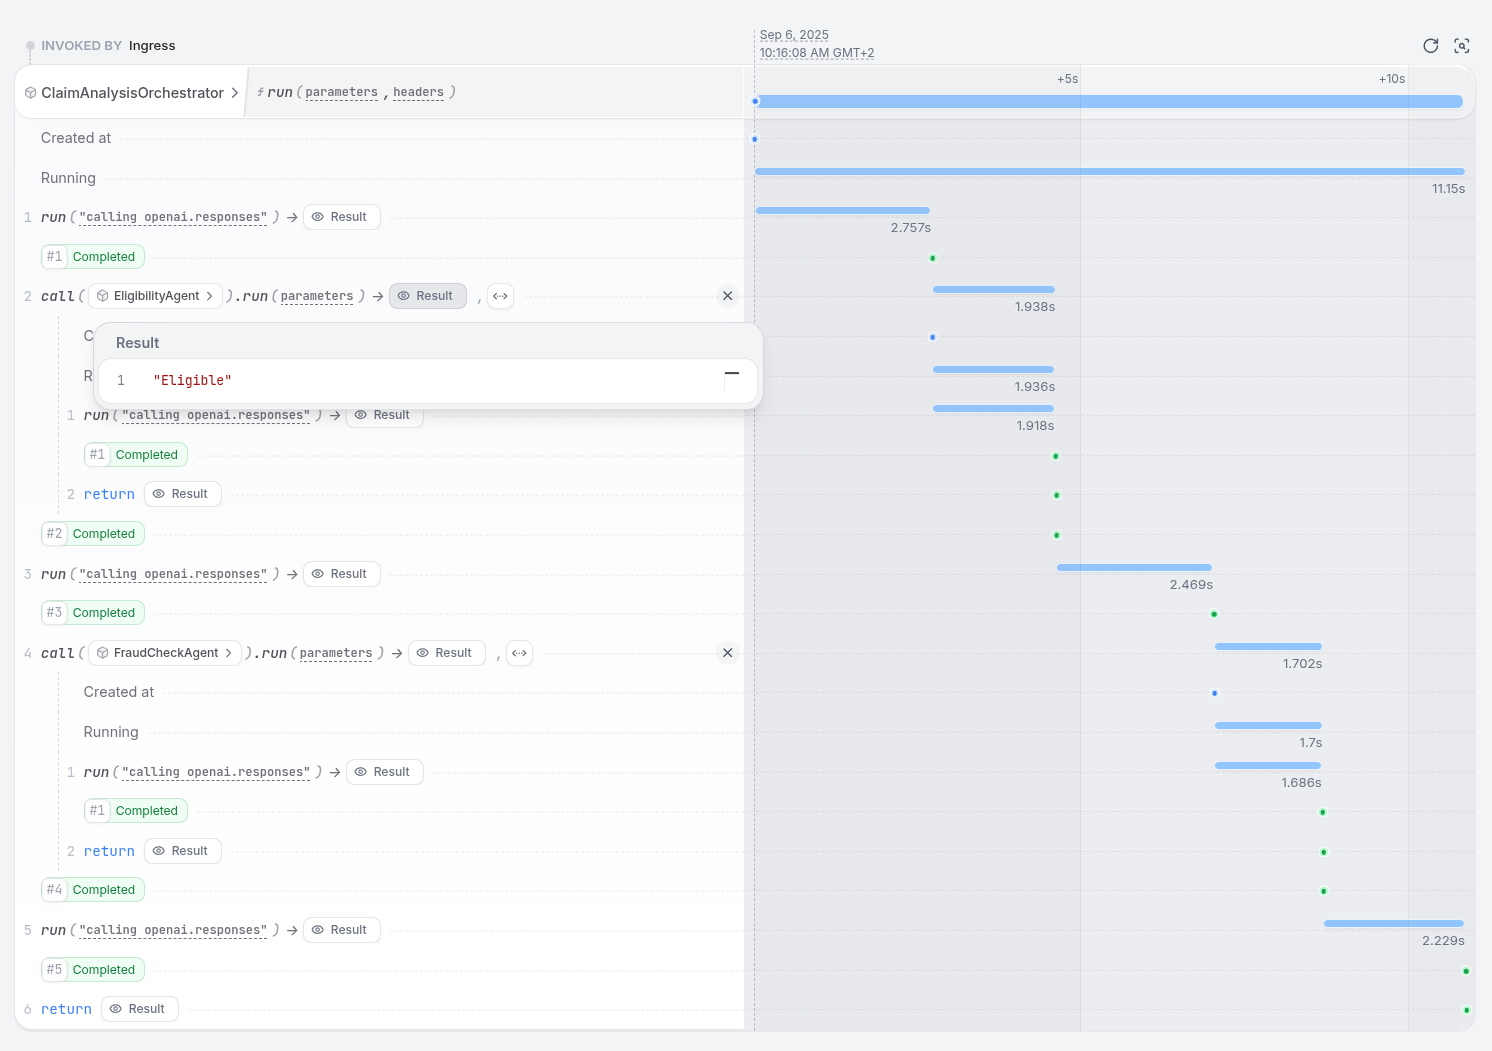 INVOKED BY Ingress
Sep 6, 2025
10:16:08 AM GMT+2
ClaimAnalysisOrchestrator
run(parameters, headers)
+5s
+10s
Created at
Running
11.15s
1 run("calling openai.responses") → Result
2.757s
#1 Completed
2 call(EligibilityAgent).run(parameters) → Result ,
1.938s
C
Result
R
1 "Eligible"
1.936s
1 run("calling openai.responses") → Result
1.918s
#1 Completed
2 return Result
#2 Completed
3 run("calling openai.responses") → Result
2.469s
#3 Completed
4 call(FraudCheckAgent).run(parameters) → Result ,
1.702s
Created at
Running
1.7s
1 run("calling openai.responses") → Result
1.686s
#1 Completed
2 return Result
#4 Completed
5 run("calling openai.responses") → Result
2.229s
#5 Completed
6 return Result